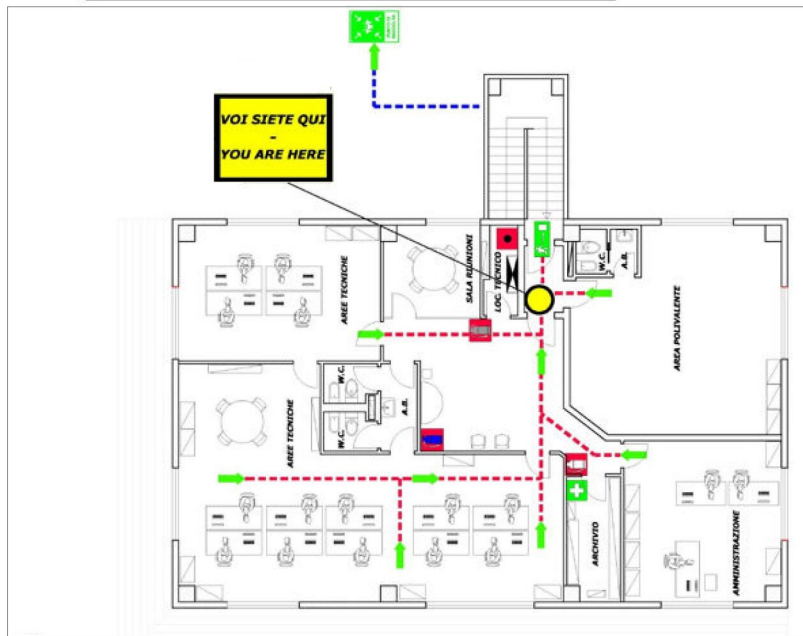 VOI SIETE QUI
-
YOU ARE HERE
AREE TECNICHE
SALA RIUNIONI
LOC. TECNICO
W.C.
A.B.
AREA POLIVALENTE
AREE TECNICHE
W.C.
W.C.
A.B.
ARCHIVIO
AMMINISTRAZIONE